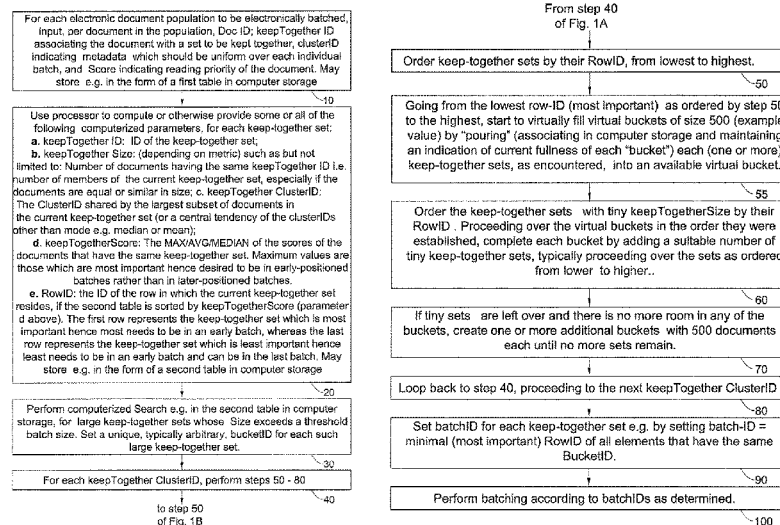 For each electronic document population to be electronically batched,
input, per document in the population, Doc ID; keepTogether ID
associating the document with a set to be kept together, clusterID
indicating metadata which should be uniform over each individual
batch, and Score indicating reading priority of the document. May
store e.g. in the form of a first table in computer storage
10
Use processor to compute or otherwise provide some or all of the
following computerized parameters, for each keep-together set:
a. keepTogether ID: ID of the keep-together set;
b. keepTogether Size: (depending on metric) such as but not
limited to: Number of documents having the same keepTogether ID i.e.
number of members of the current keep-together set, especially if the
documents are equal or similar in size; c. keepTogether ClusterID:
The ClusterID shared by the largest subset of documents in
the current keep-together set (or a central tendency of the clusterIDs
other than mode e.g. median or mean);
d. keepTogetherScore: The MAX/AVG/MEDIAN of the scores of the
documents that have the same keepTogether set. Maximum values are
those which are most important hence desired to be in early-positioned
batches rather than in later-positioned batches.
e. RowID: the ID of the row in which the current keep-together set
resides, if the second table is sorted by keepTogetherScore (parameter
d above). The first row represents the keep-together set which is most
important hence most needs to be in an early batch, whereas the last
row represents the keep-together set which is least important hence
least needs to be in an early batch and can be in the last batch. May
store e.g. in the form of a second table in computer storage
20
Perform computerized Search e.g. in the second table in computer
storage, for large keep-together sets whose Size exceeds a threshold
batch size. Set a unique, typically arbitrary, bucketID for each such
large keep-together set.
30
For each keepTogether ClusterID, perform steps 50 - 80
40
to step 50
of Fig. 1B
From step 40
of Fig. 1A
Order keep-together sets by their RowID, from lowest to highest.
50
Going from the lowest row-ID (most important) as ordered by step 50
to the highest, start to virtually fill virtual buckets of size 500 (example
value) by "pouring" (associating in computer storage and maintaining
an indication of current fullness of each "bucket") each (one or more)
keep-together sets, as encountered, into an available virtual bucket.
55
Order the keep-together sets with tiny keepTogetherSize by their
RowID . Proceeding over the virtual buckets in the order they were
established, complete each bucket by adding a suitable number of
tiny keep-together sets, typically proceeding over the sets as ordered
from lower to higher..
60
If tiny sets are left over and there is no more room in any of the
buckets, create one or more additional buckets with 500 documents
each until no more sets remain.
70
Loop back to step 40, proceeding to the next keepTogether ClusterID
80
Set batchID for each keep-together set e.g. by setting batch-ID =
minimal (most important) RowID of all elements that have the same
BucketID.
90
Perform batching according to batchIDs as determined.
100